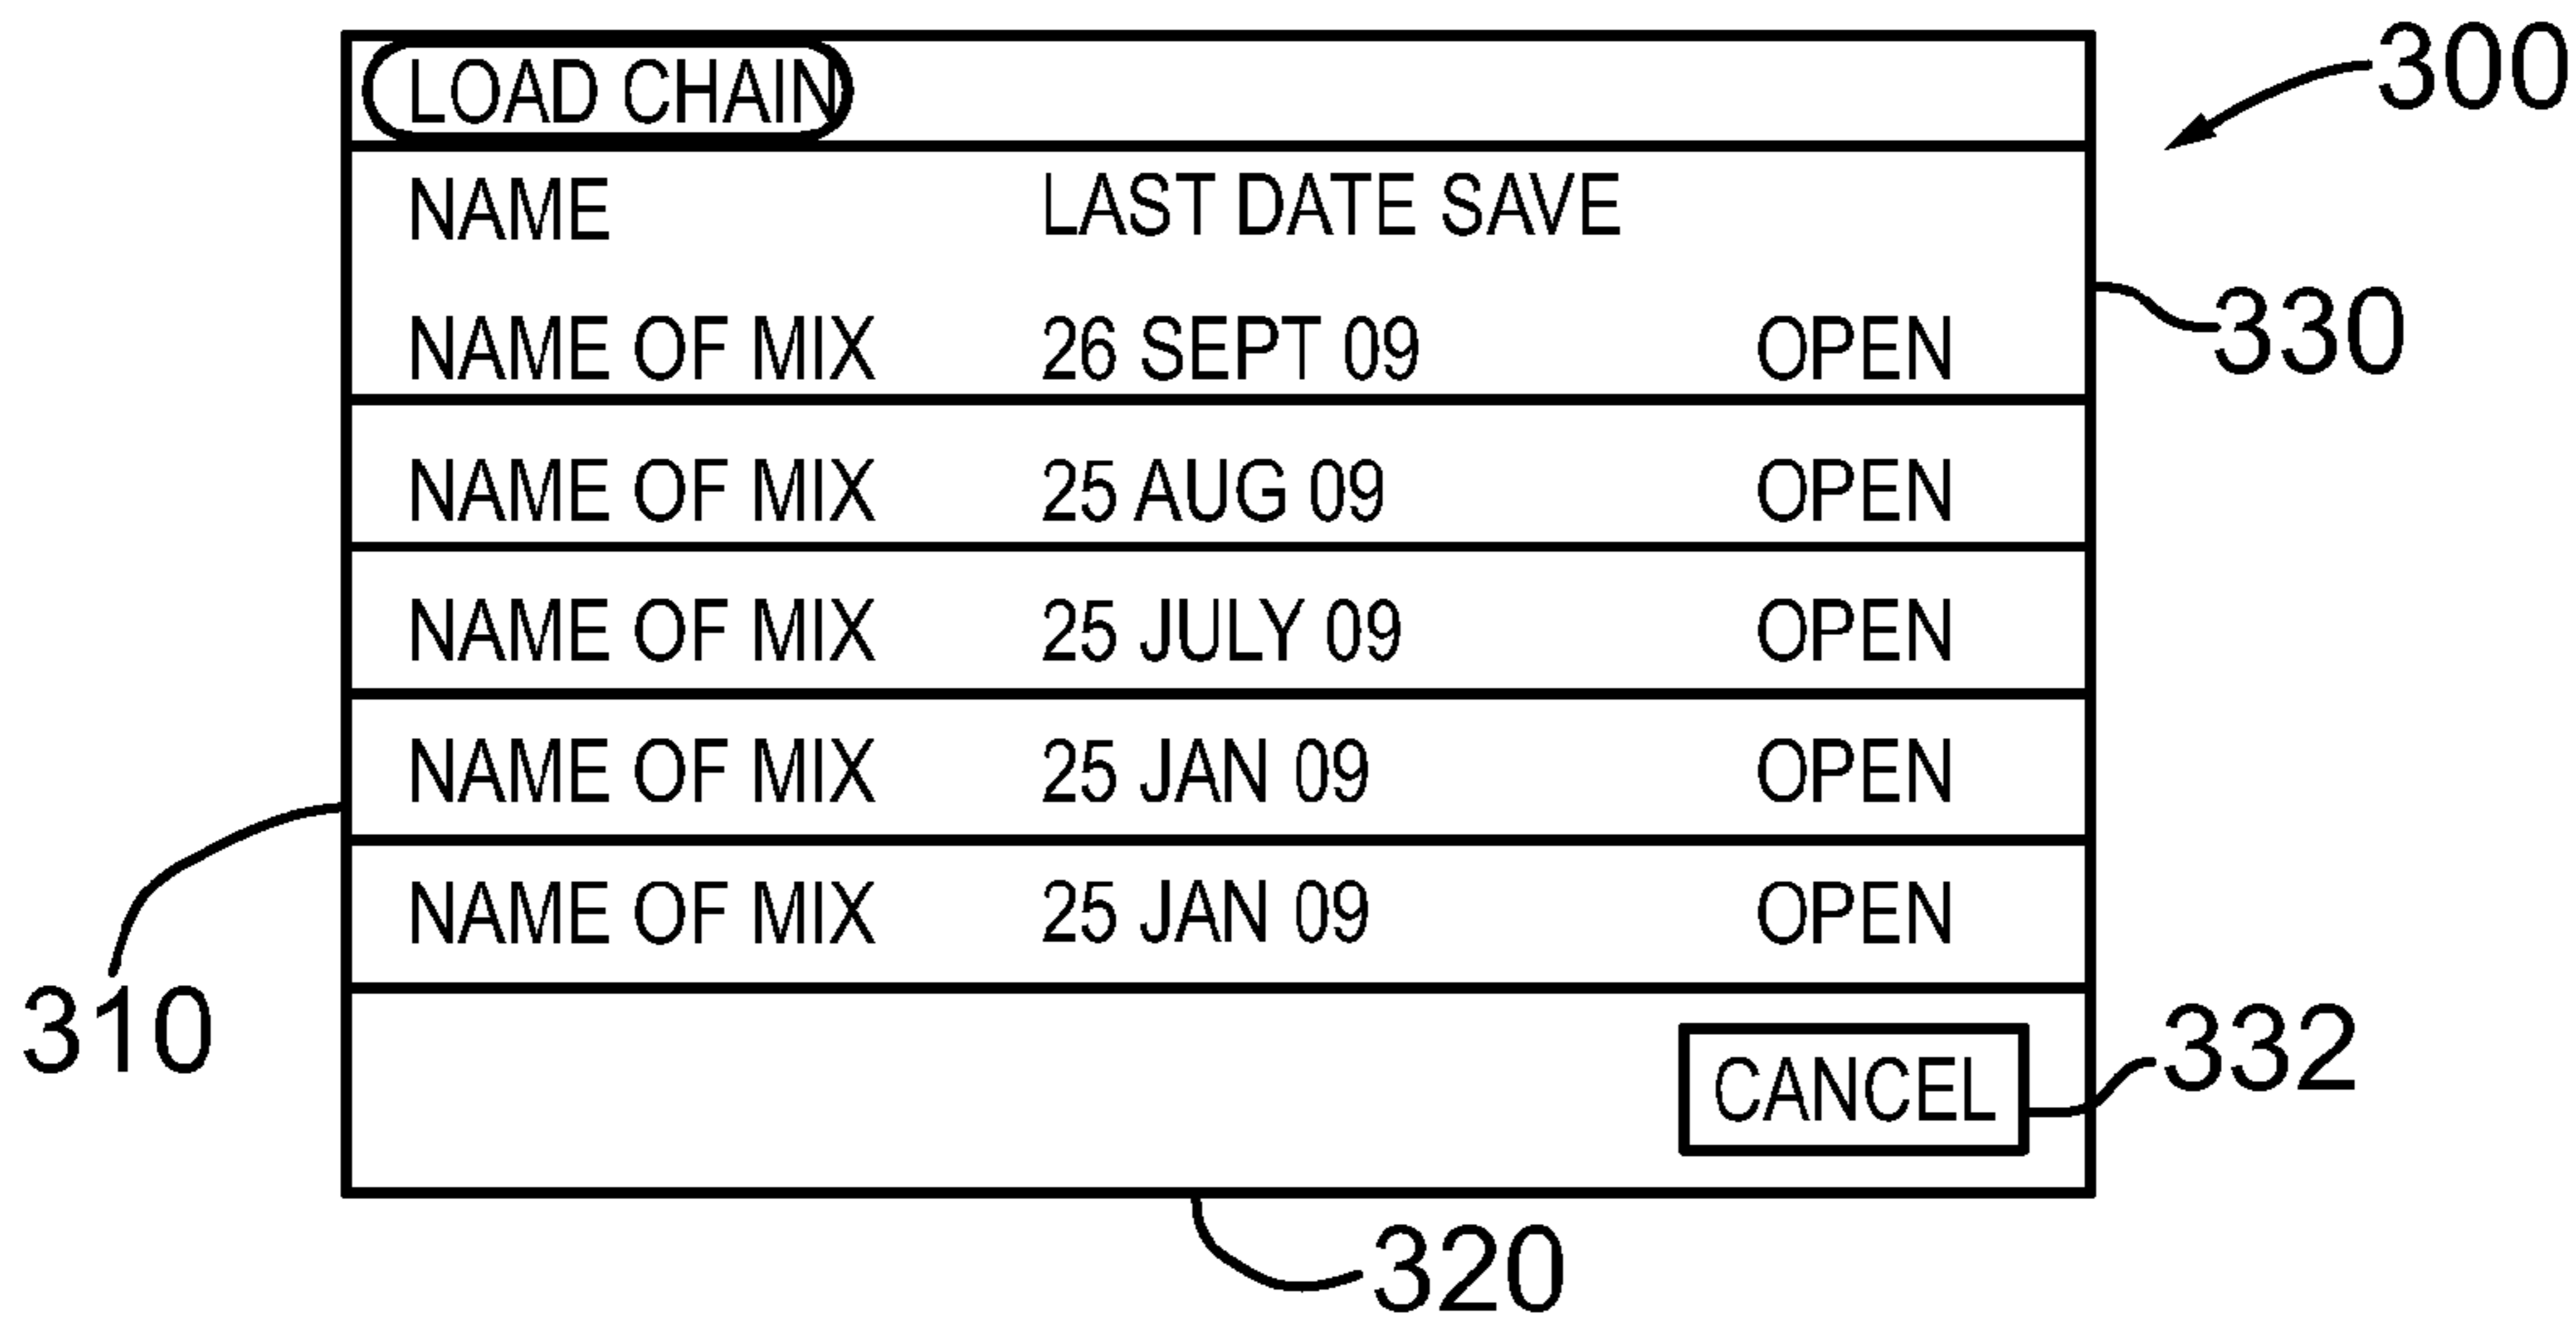 LOAD CHAIN
300
NAME LAST DATE SAVE
330
NAME OF MIX 26 SEPT 09 OPEN
NAME OF MIX 25 AUG 09 OPEN
NAME OF MIX 25 JULY 09 OPEN
NAME OF MIX 25 JAN 09 OPEN
NAME OF MIX 25 JAN 09 OPEN
310
CANCEL 332
320